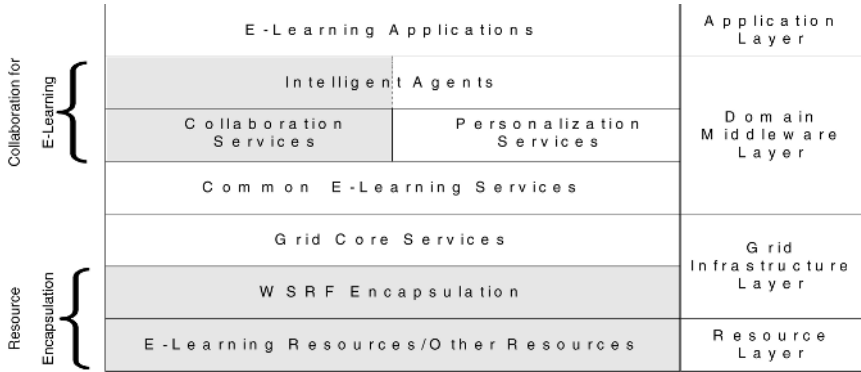 E-Learning Applications
Application
Layer
Collaboration for
E-Learning
Intelligent Agents
Collaboration
Services
Personalization
Services
Common E-Learning Services
Domain
Middleware
Layer
Resource
Encapsulation
Grid Core Services
WSRF Encapsulation
Grid
Infrastructure
Layer
E-Learning Resources/Other Resources
Resource
Layer